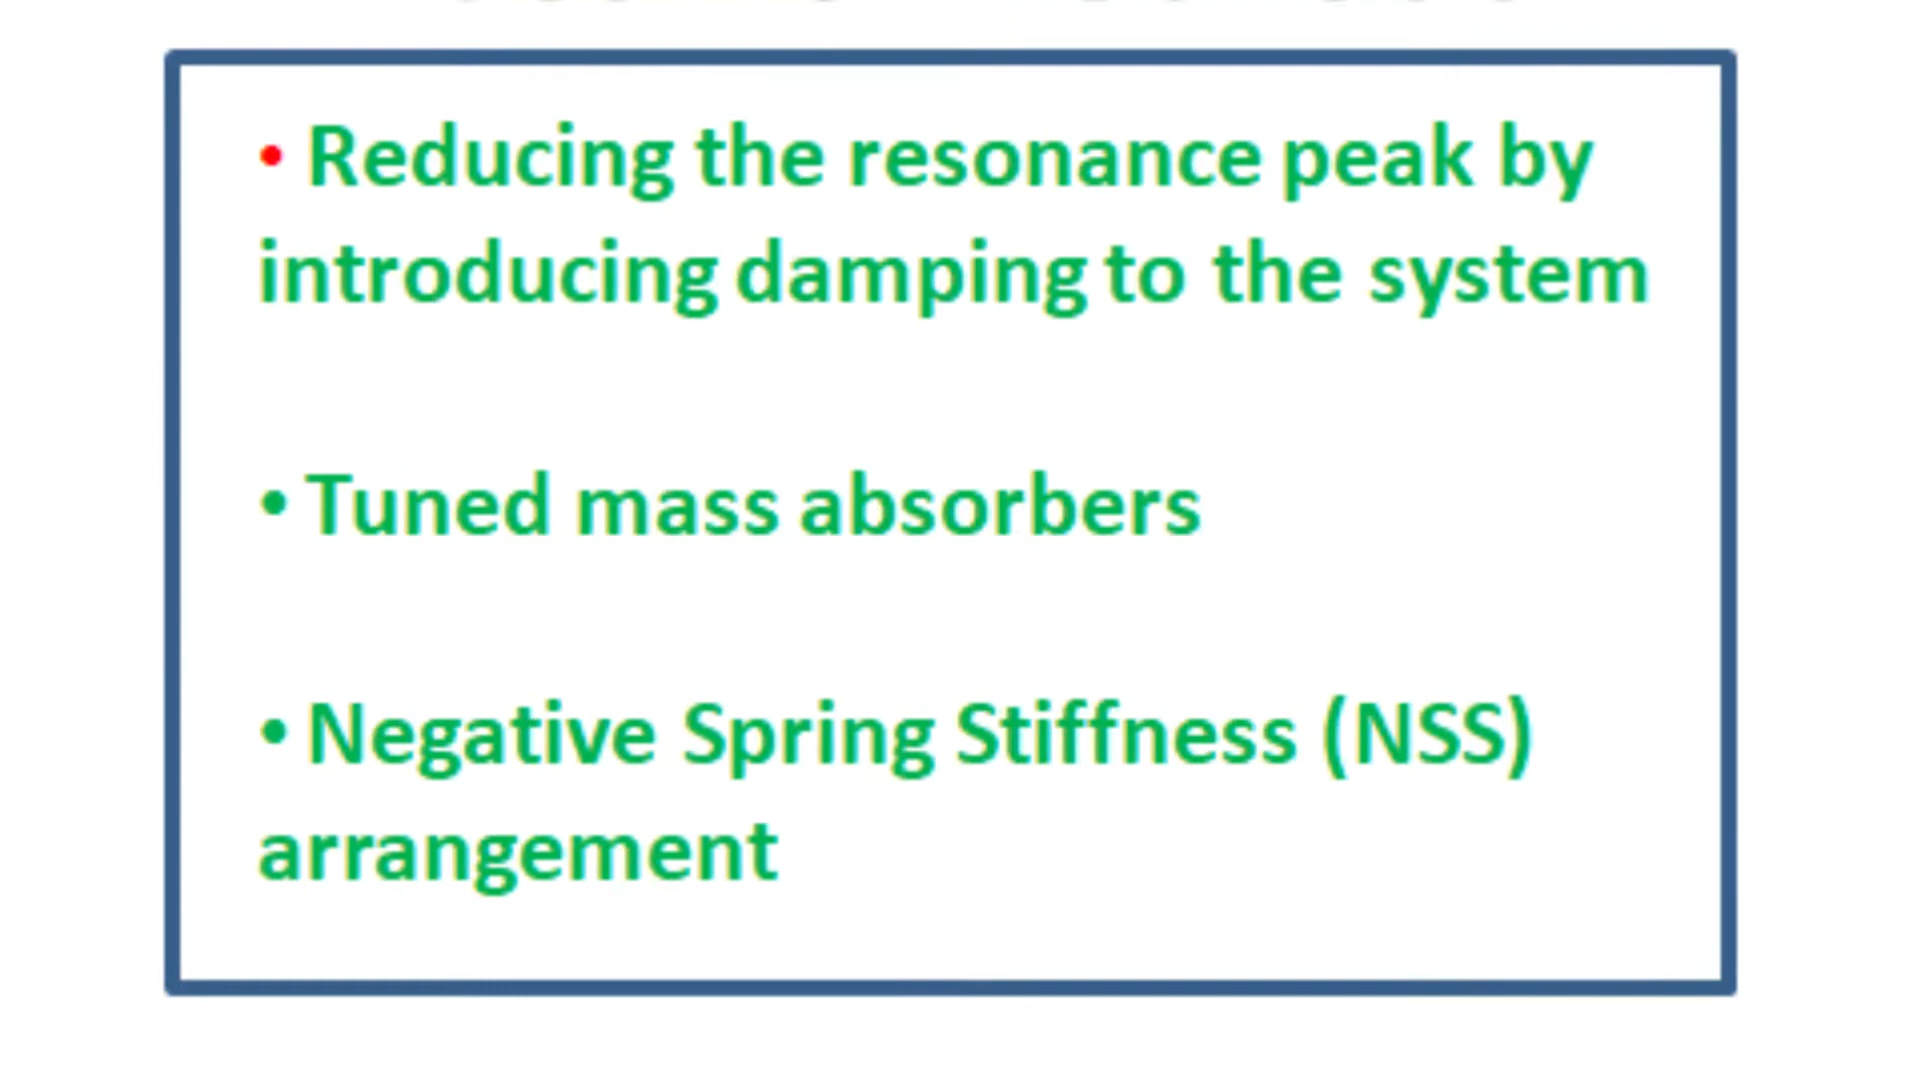 • Reducing the resonance peak by
introducing damping to the system
• Tuned mass absorbers
• Negative Spring Stiffness (NSS)
arrangement